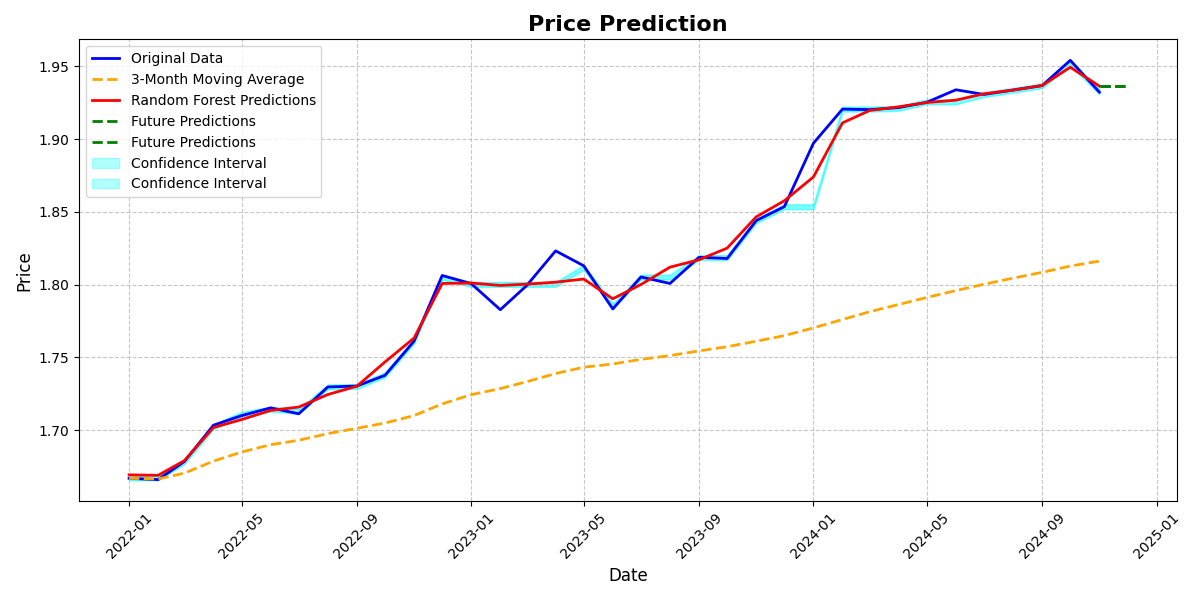 Price Prediction
Original Data
3-Month Moving Average
Random Forest Predictions
Future Predictions
Future Predictions
Confidence Interval
Confidence Interval
1.95
1.90
1.85
1.80
1.75
1.70
Price
2022-01
2022-05
2022-09
2023-01
2023-05
2023-09
2024-01
2024-05
2024-09
2025-01
Date